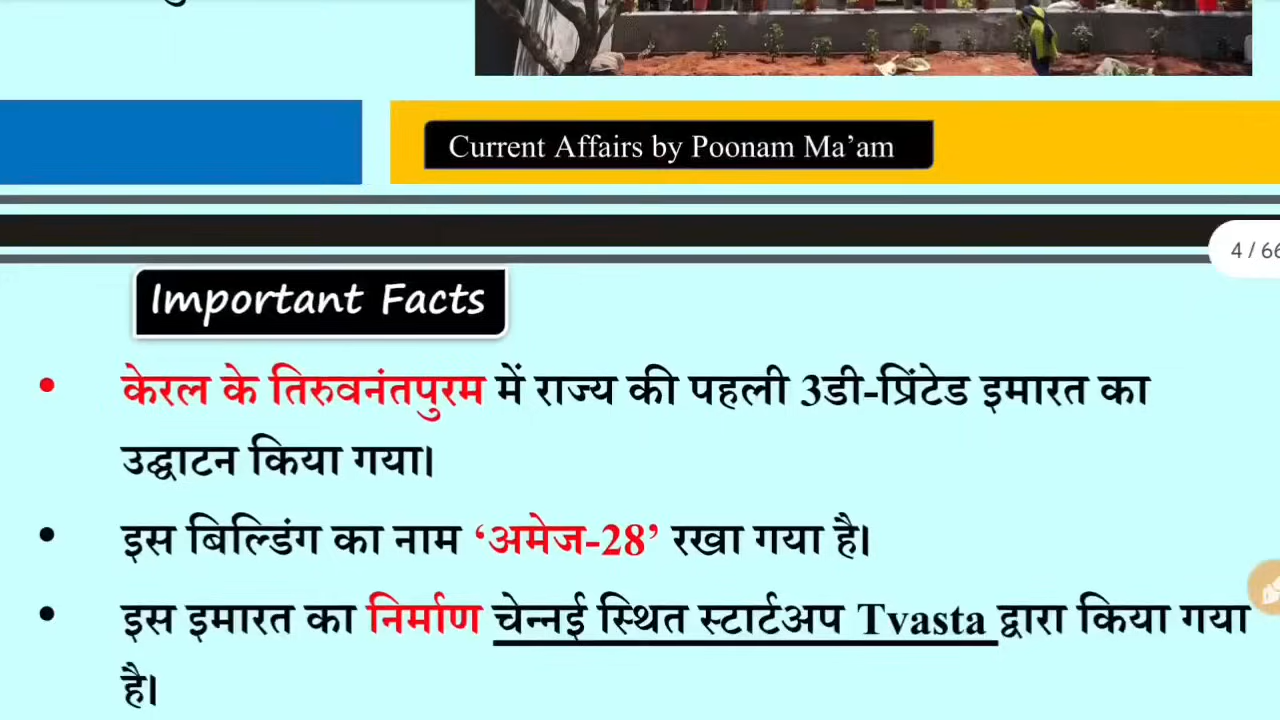 Current Affairs by Poonam Ma’am
4 / 66
Important Facts
• केरल के तिरुवनंतपुरम में राज्य की पहली 3डी-प्रिंटेड इमारत का
उद्घाटन किया गया।
• इस बिल्डिंग का नाम ‘अमेज-28’ रखा गया है।
• इस इमारत का निर्माण चेन्नई स्थित स्टार्टअप Tvasta द्वारा किया गया
है।